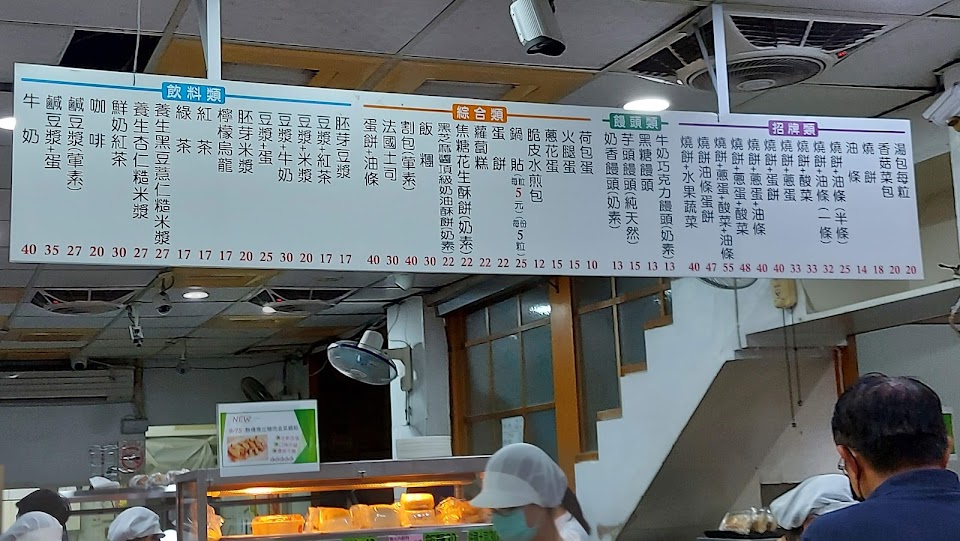 招牌類
湯包每粒 20
香菇菜包 20
燒餅 18
油條 14
燒餅+油條(半條) 25
燒餅+油條(一條) 32
燒餅+酸菜 33
燒餅+蔥蛋 33
燒餅+蛋餅 40
燒餅+蔥蛋+油條 40
燒餅+蔥蛋+酸菜 48
燒餅+蔥蛋+酸菜+油條 55
燒餅+油條蛋餅 47
燒餅+水果蔬菜 40
饅頭類
牛奶巧克力饅頭(奶素) 13
黑糖饅頭 13
芋頭饅頭(純天然) 15
奶香饅頭(奶素) 13
綜合類
荷包蛋 10
火腿蛋 15
蔥花蛋 15
脆皮水煎包 12
鍋貼(每粒5元)(每份5粒) 25
蛋餅 22
蘿蔔糕 22
焦糖花生酥餅(奶素) 22
黑芝麻醬頂級奶油酥餅奶素 22
飯糰 30
割包(葷素) 40
法國土司 30
蛋餅+油條 40
飲料類
胚芽豆漿 17
豆漿+紅茶 17
豆漿+米漿 20
豆漿+牛奶 30
豆漿+蛋 25
胚芽米漿 20
檸檬烏龍 17
紅茶 17
綠茶 17
養生黑豆薏仁糙米漿 27
養生杏仁糙米漿 27
鮮奶紅茶 30
咖啡 20
鹹豆漿(葷素) 27
鹹豆漿+蛋 35
牛奶 40
NEW